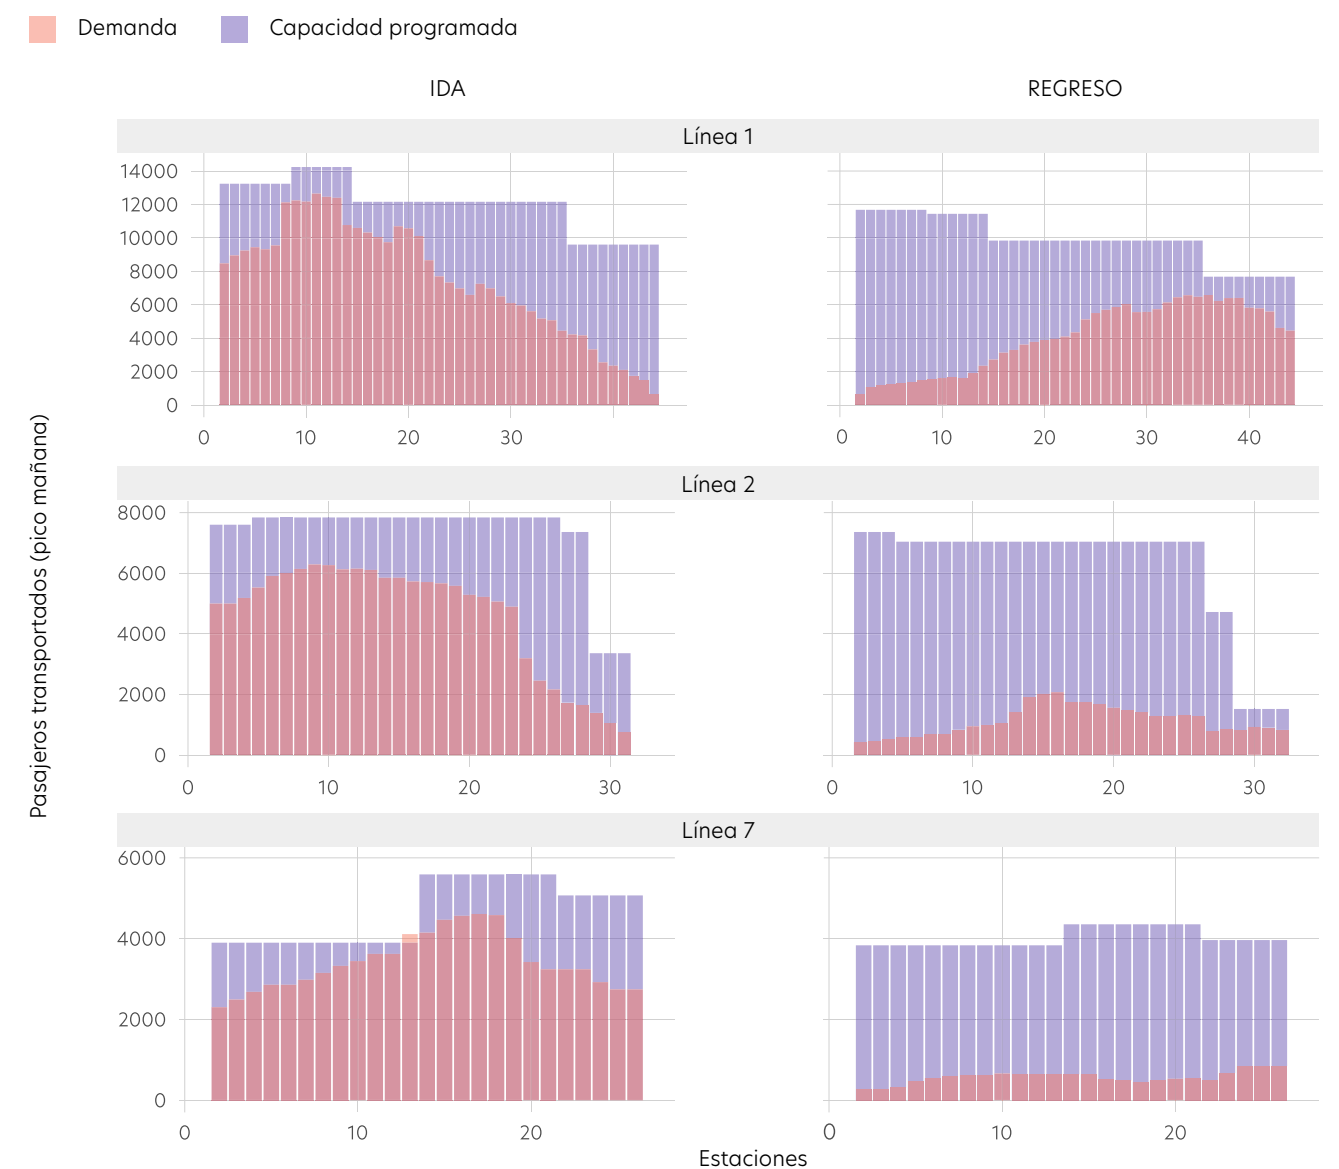 Demanda Capacidad programada
IDA REGRESO
Línea 1
14000
12000
10000
8000
6000
4000
2000
0
0 10 20 30
0 10 20 30 40
Línea 2
8000
6000
4000
2000
0
0 10 20 30
0 10 20 30
Línea 7
6000
4000
2000
0
0 10 20
0 10 20
Pasajeros transportados (pico mañana)
Estaciones